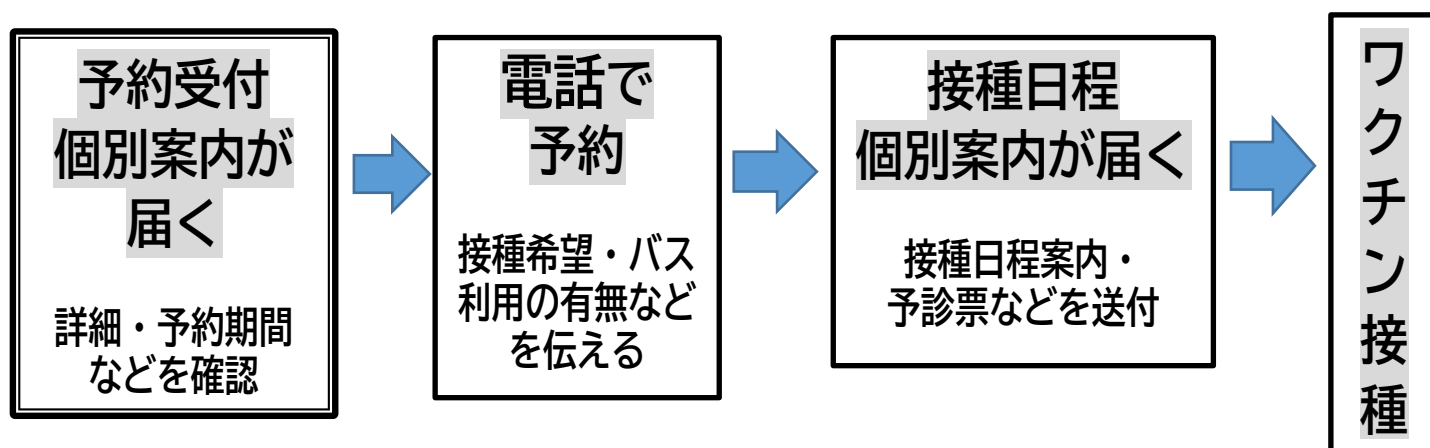 予約受付
個別案内が
届く
詳細・予約期間
などを確認
電話で
予約
接種希望・バス
利用の有無など
を伝える
接種日程
個別案内が届く
接種日程案内・
予診票などを送付
ワクチン接種